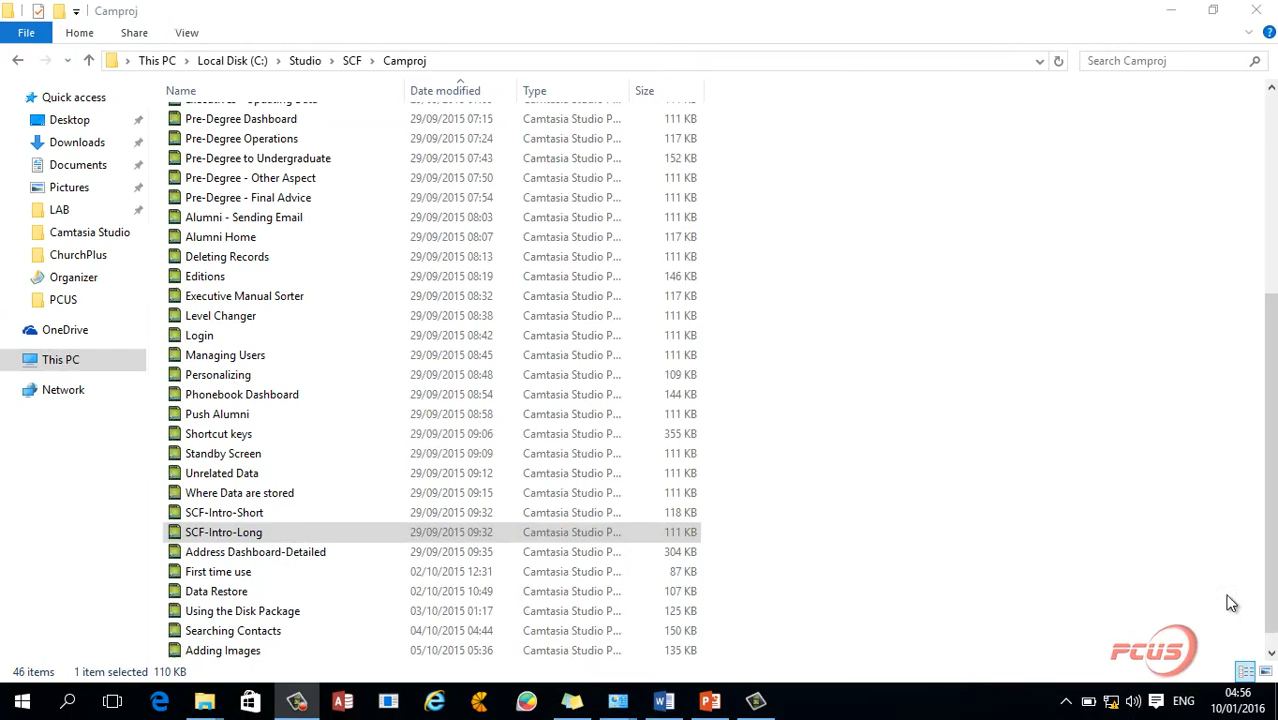 Camproj
File Home Share View
This PC Local Disk (C:) Studio SCF Camproj Search Camproj
Name Date modified Type Size
Quick access
Desktop
Downloads
Documents
Pictures
LAB
Camtasia Studio
ChurchPlus
Organizer
PCUS
OneDrive
This PC
Network
Pre-Degree Dashboard 29/09/2015 07:15 Camtasia Studio P... 111 KB
Pre-Degree Operations 29/09/2015 07:24 Camtasia Studio P... 117 KB
Pre-Degree to Undergraduate 29/09/2015 07:43 Camtasia Studio P... 152 KB
Pre-Degree - Other Aspect 29/09/2015 07:50 Camtasia Studio P... 111 KB
Pre-Degree - Final Advice 29/09/2015 07:54 Camtasia Studio P... 111 KB
Alumni - Sending Email 29/09/2015 08:03 Camtasia Studio P... 111 KB
Alumni Home 29/09/2015 08:07 Camtasia Studio P... 117 KB
Deleting Records 29/09/2015 08:13 Camtasia Studio P... 111 KB
Editions 29/09/2015 08:19 Camtasia Studio P... 146 KB
Executive Manual Sorter 29/09/2015 08:32 Camtasia Studio P... 117 KB
Level Changer 29/09/2015 08:38 Camtasia Studio P... 111 KB
Login 29/09/2015 08:42 Camtasia Studio P... 111 KB
Managing Users 29/09/2015 08:45 Camtasia Studio P... 111 KB
Personalizing 29/09/2015 08:48 Camtasia Studio P... 109 KB
Phonebook Dashboard 29/09/2015 08:54 Camtasia Studio P... 144 KB
Push Alumni 29/09/2015 08:58 Camtasia Studio P... 111 KB
Shortcut keys 29/09/2015 09:06 Camtasia Studio P... 355 KB
Standby Screen 29/09/2015 09:09 Camtasia Studio P... 111 KB
Unrelated Data 29/09/2015 09:12 Camtasia Studio P... 111 KB
Where Data are stored 29/09/2015 09:15 Camtasia Studio P... 111 KB
SCF-Intro-Short 29/09/2015 09:32 Camtasia Studio P... 118 KB
SCF-Intro-Long 29/09/2015 09:32 Camtasia Studio P... 111 KB
Address Dashboard-Detailed 29/09/2015 09:35 Camtasia Studio P... 304 KB
First time use 02/10/2015 12:31 Camtasia Studio P... 87 KB
Data Restore 02/10/2015 10:49 Camtasia Studio P... 107 KB
Using the Disk Package 03/10/2015 01:17 Camtasia Studio P... 125 KB
Searching Contacts 04/10/2015 04:44 Camtasia Studio P... 150 KB
Adding Images 05/10/2015 05:36 Camtasia Studio P... 135 KB
PCUS
46 items 1 item selected 110 KB
ENG
04:56
10/01/2016